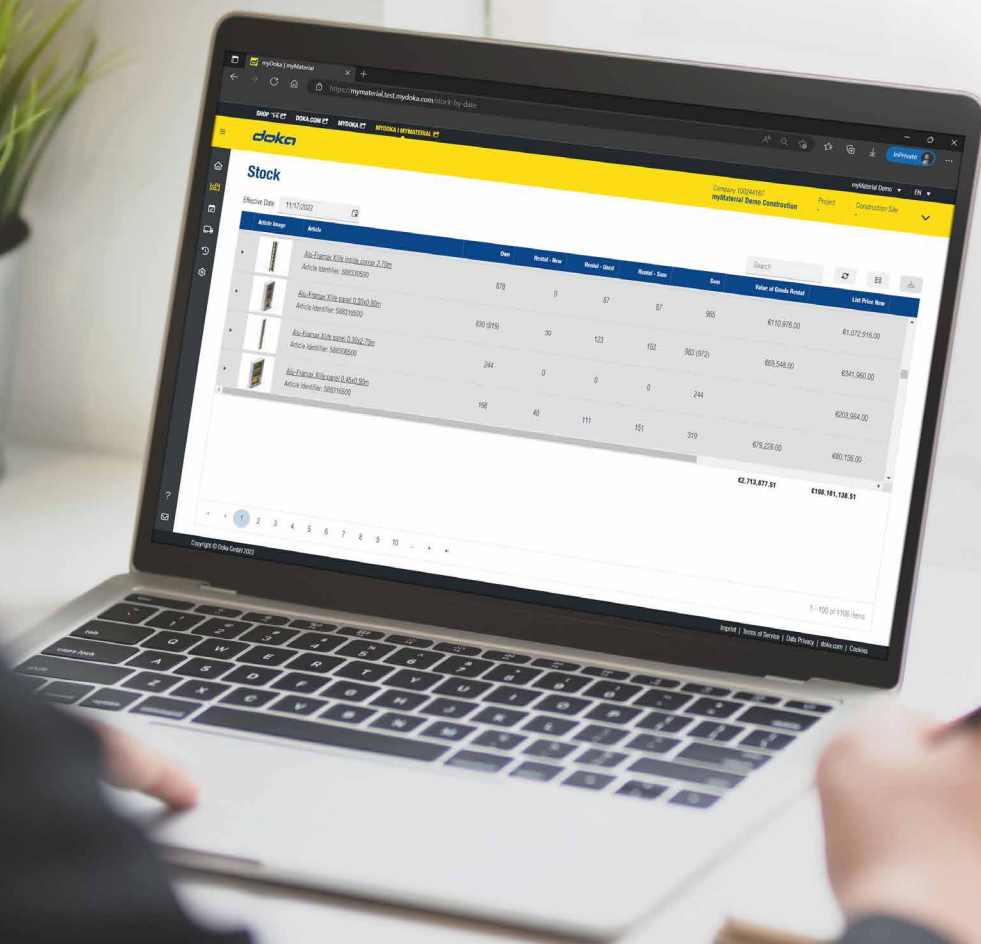 myDoka | myMaterial
https://mymaterial.test.mydoka.com/stock-by-date
InPrivate
SHOP DOKA.COM MYDOKA MYDOKA | MYMATERIAL
myMaterial Demo EN
doka
Company 100244167
myMaterial Demo Construction
Project
-
Construction Site
-
Stock
Effective Date 11/17/2022
Search
Article Image Article Own Rental - New Rental - Used Rental - Sum Sum Value of Goods Rental List Price New
Alu-Framax Xlife inside corner 2.70m
Article Identifier: 588330500
878 0 87 87 965 €110,976.00 €1,072,916.00
Alu-Framax Xlife panel 0.30x0.90m
Article Identifier: 588318500
830 (819) 30 123 153 983 (972) €69,548.00 €341,960.00
Alu-Framax Xlife panel 0.30x2.70m
Article Identifier: 588308500
244 0 0 0 244 €203,984.00
Alu-Framax Xlife panel 0.45x0.90m
Article Identifier: 588316500
168 40 111 151 319 €79,228.00 €80,136.00
€2,713,877.51 €198,161,138.51
1 2 3 4 5 6 7 8 9 10 ...
1 - 100 of 1106 items
Copyright © Doka GmbH 2022
Imprint | Terms of Service | Data Privacy | doka.com | Cookies
tab Q W E R T Y U I O P
caps lock A S D F G H J K L
shift Z X C V B N M
option command